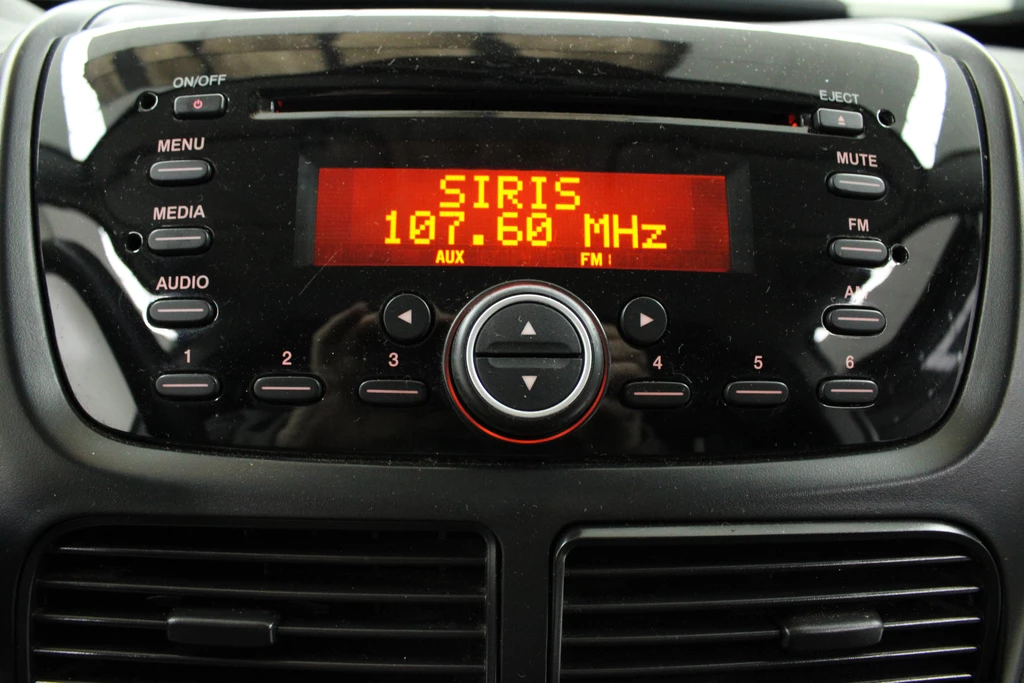 ON/OFF
EJECT
MENU
MUTE
SIRIS
MEDIA
107.60 MHz
FM
AUX FM
AUDIO
AM
1 2 3 4 5 6